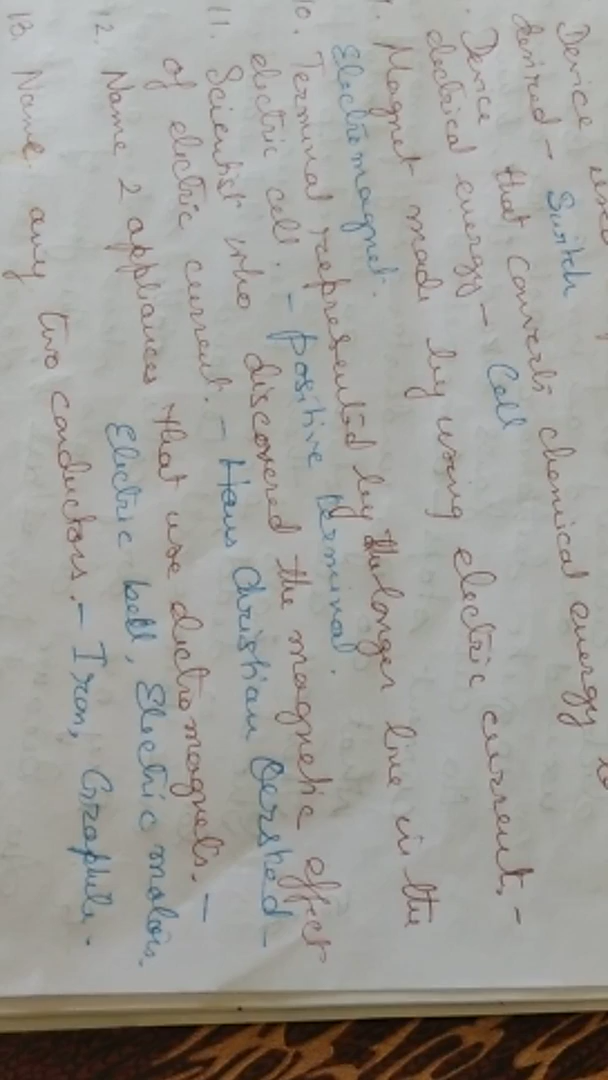 Device used
desired - Switch
Device that converts chemical energy to
electrical energy - Cell
9. Magnet made by using electric current. -
Electromagnet.
10. Terminal represented by the longer line in the
electric cell. - Positive terminal.
11. Scientist who discovered the magnetic effect
of electric current. - Hans Christian Oersted -
12. Name 2 appliances that use electromagnets. -
Electric bell, Electric motors.
13. Name any two conductors. - Iron, Graphite.